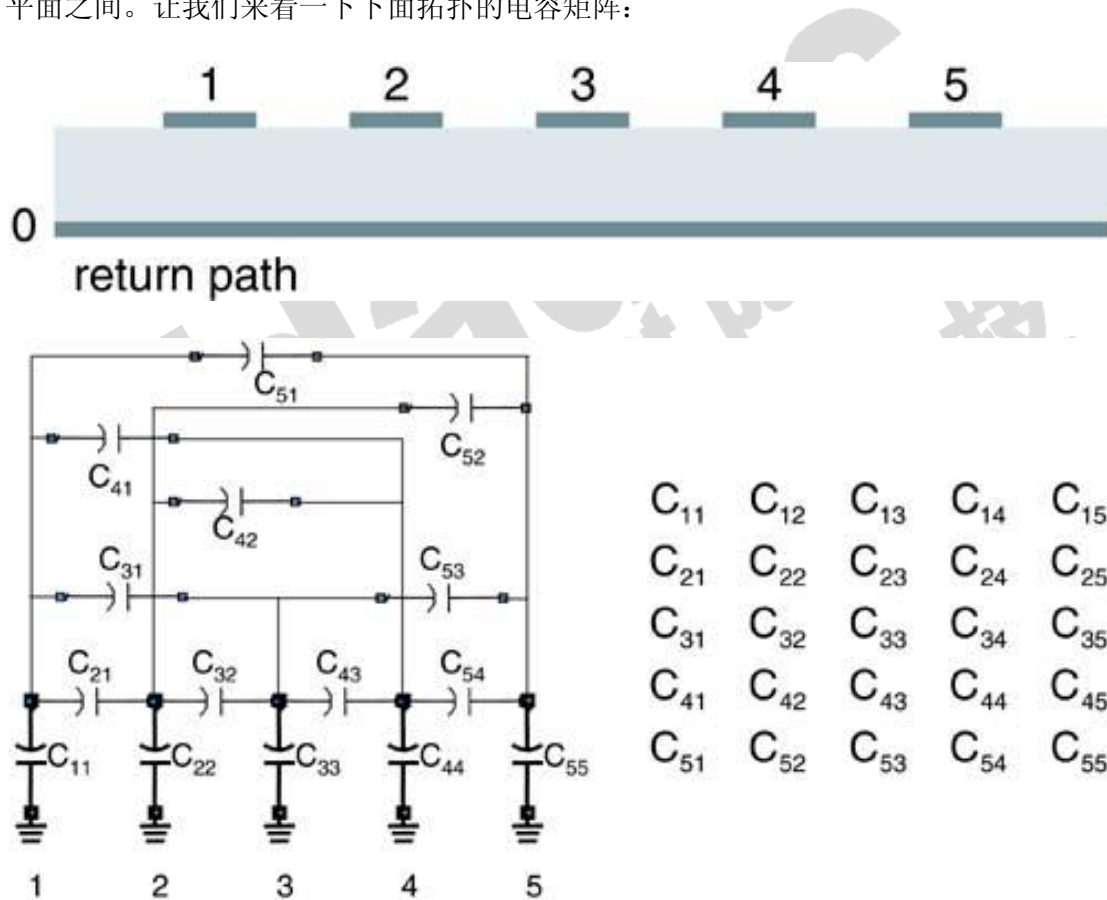 平面之间。让我们来看一下下面拓扑的电容矩阵：
1 2 3 4 5
0
return path
C51
C52
C41
C42
C31 C53
C21 C32 C43 C54
C11 C22 C33 C44 C55
1 2 3 4 5
C11 C12 C13 C14 C15
C21 C22 C23 C24 C25
C31 C32 C33 C34 C35
C41 C42 C43 C44 C45
C51 C52 C53 C54 C55